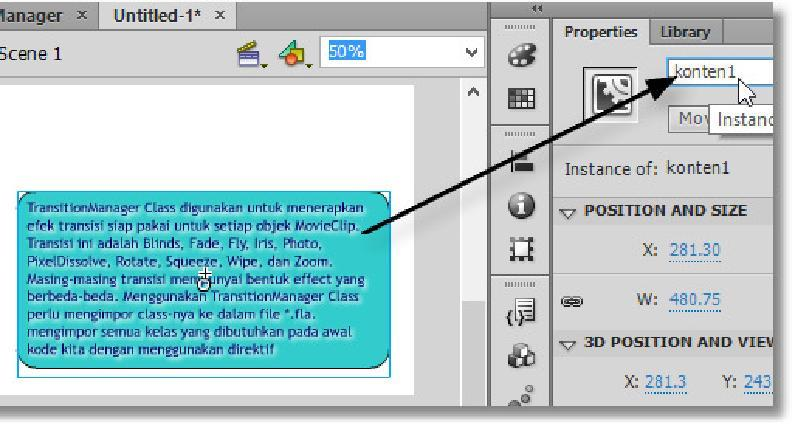 Manager × Untitled-1* ×
Scene 1
50%
Properties Library
konten1
Mov
Instanc
Instance of: konten1
POSITION AND SIZE
X: 281.30
W: 480.75
3D POSITION AND VIEW
X: 281.3 Y: 243
TransitionManager Class digunakan untuk menerapkan
efek transisi siap pakai untuk setiap objek MovieClip.
Transisi ini adalah Blinds, Fade, Fly, Iris, Photo,
PixelDissolve, Rotate, Squeeze, Wipe, dan Zoom.
Masing-masing transisi mempunyai bentuk effect yang
berbeda-beda. Menggunakan TransitionManager Class
perlu mengimpor class-nya ke dalam file *.fla.
mengimpor semua kelas yang dibutuhkan pada awal
kode kita dengan menggunakan direktif